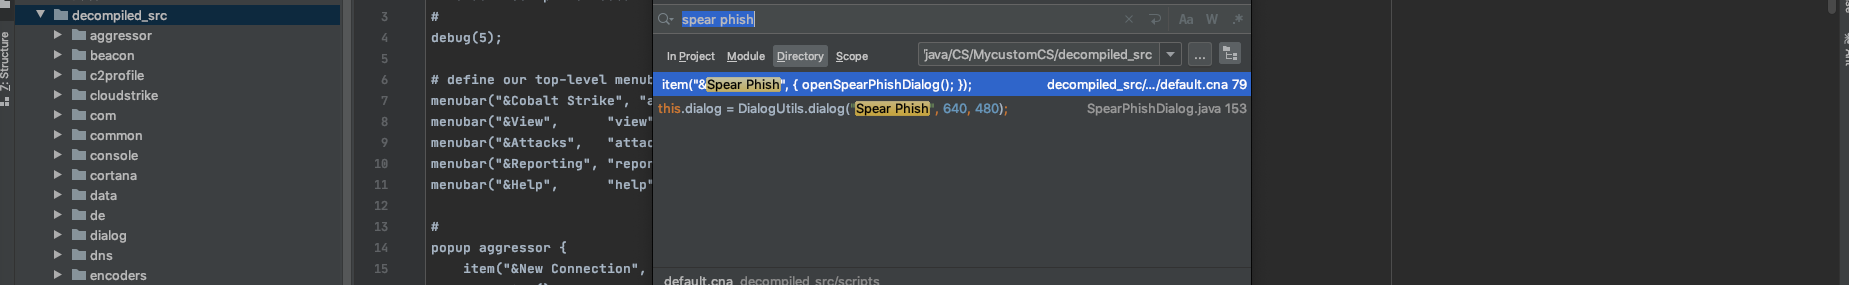 decompiled_src
aggressor
beacon
c2profile
cloudstrike
com
common
console
cortana
data
de
dialog
dns
encoders
Z: Structure
3 #
4 debug(5);
5
6 # define our top-level menub
7 menubar("&Cobalt Strike", "a
8 menubar("&View", "view"
9 menubar("&Attacks", "attac
10 menubar("&Reporting", "repor
11 menubar("&Help", "help"
12
13 #
14 popup aggressor {
15 item("&New Connection",
spear phish
Aa W .*
In Project Module Directory Scope
java/CS/MycustomCS/decompiled_src
...
item("&Spear Phish", { openSpearPhishDialog(); }); decompiled_src/.../default.cna 79
this.dialog = DialogUtils.dialog("Spear Phish", 640, 480); SpearPhishDialog.java 153
default.cna decompiled_src/scripts